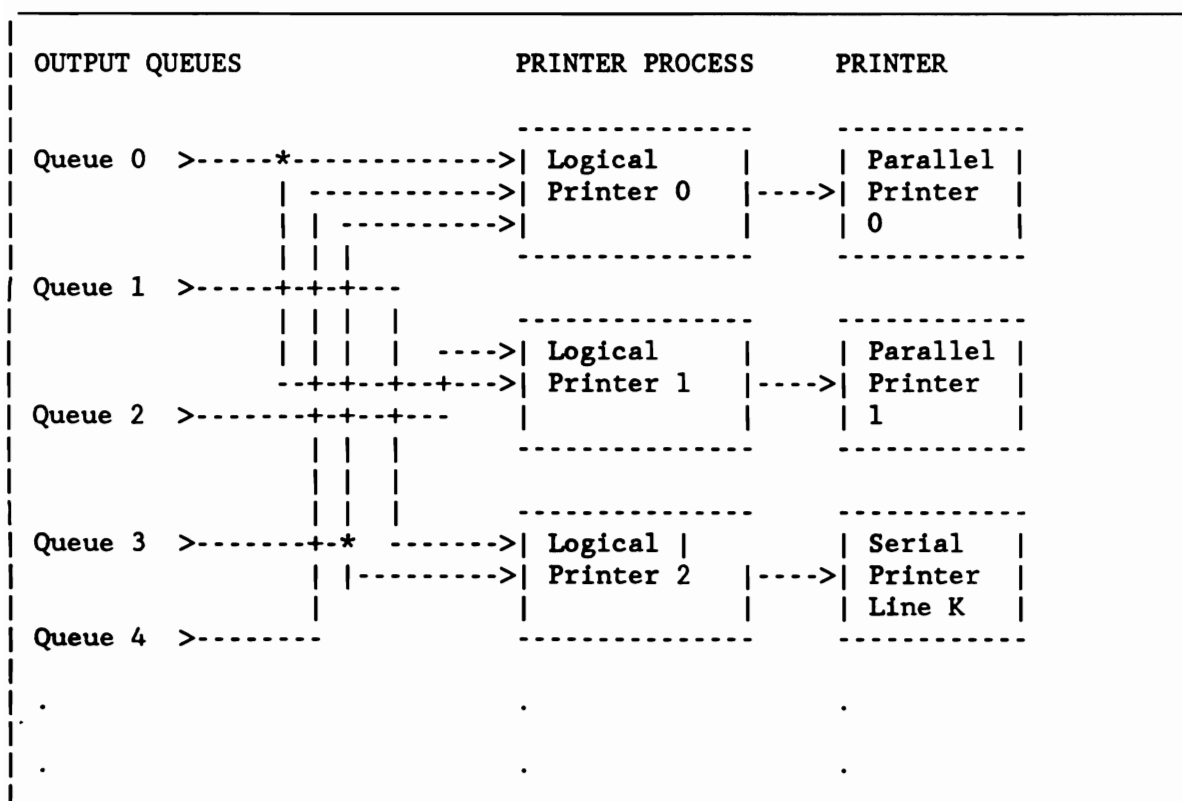 OUTPUT QUEUES PRINTER PROCESS PRINTER
Queue 0 >-----*------------->| Logical | | Parallel |
| ------------->| Printer 0 |---->| Printer |
| | ---------->| | | 0 |
Queue 1 >-----+-+-+---
| | | | ---->| Logical | | Parallel |
--+-+--+--+--->| Printer 1 |---->| Printer |
Queue 2 >-------+-+--+--- | | | 1 |
Queue 3 >-------+-* ------->| Logical | | Serial |
| |--------->| Printer 2 |---->| Printer |
| | | | Line K |
Queue 4 >--------
. . .
. . .